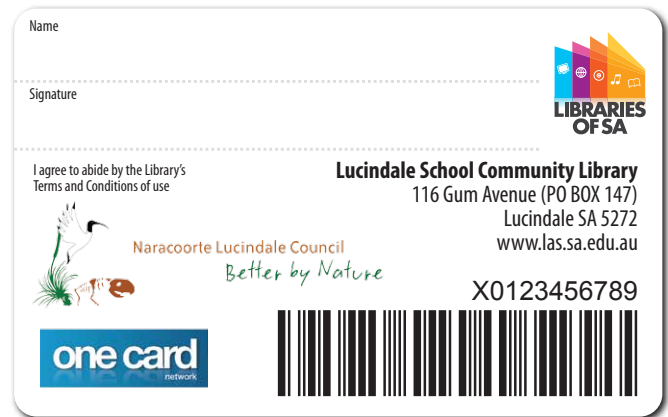 Name
LIBRARIES
OF SA
Signature
I agree to abide by the Library's
Terms and Conditions of use
Lucindale School Community Library
116 Gum Avenue (PO BOX 147)
Lucindale SA 5272
www.las.sa.edu.au
Naracoorte Lucindale Council
Better by Nature
X0123456789
one card
network